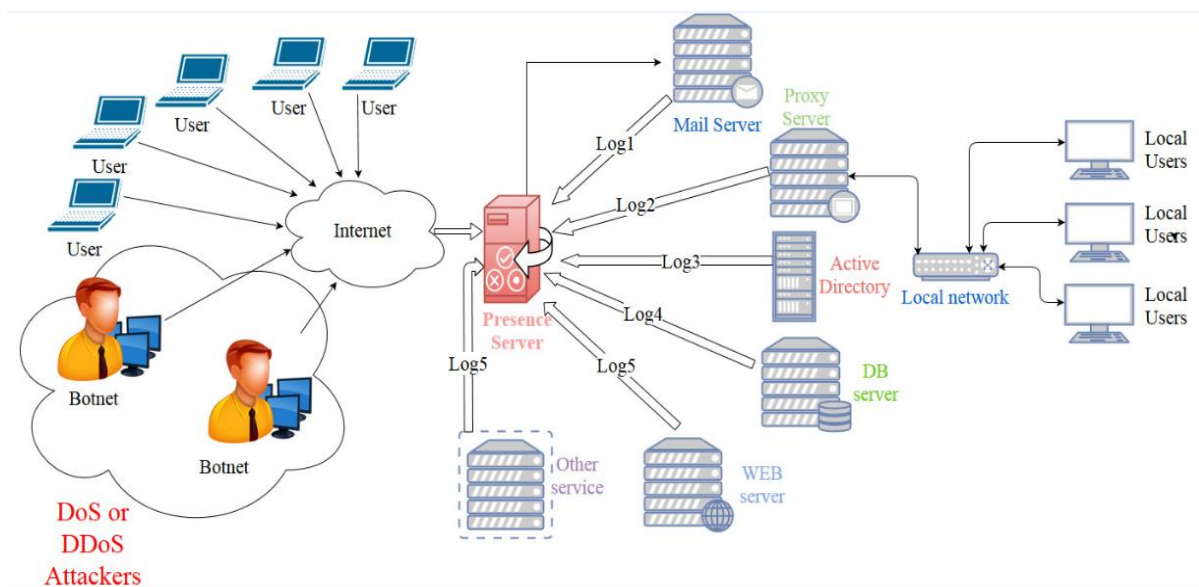 User
User
User
User
User
Internet
Botnet
Botnet
DoS or
DDoS
Attackers
Presence
Server
Log1
Log2
Log3
Log4
Log5
Log5
Mail Server
Proxy
Server
Active
Directory
DB
server
WEB
server
Other
service
Local network
Local
Users
Local
Users
Local
Users